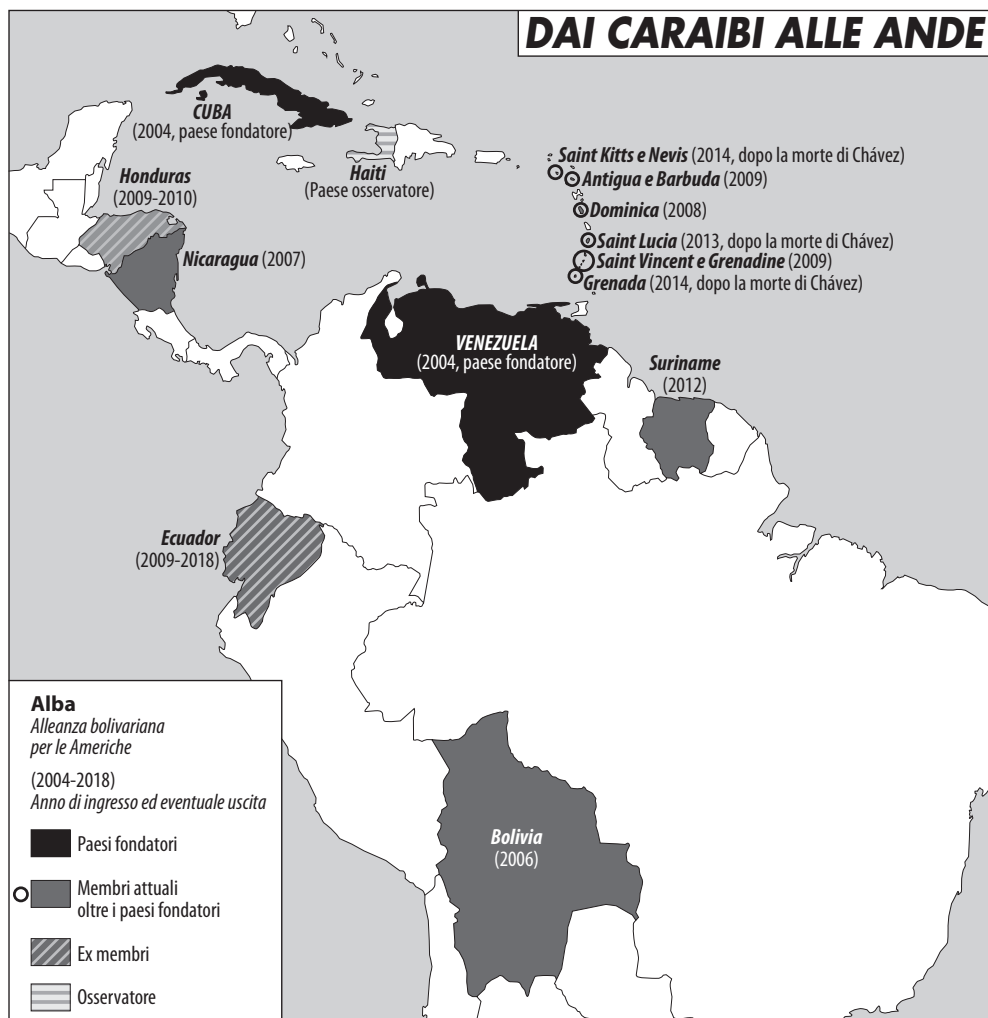 DAI CARAIBI ALLE ANDE
CUBA
(2004, paese fondatore)
Haiti
(Paese osservatore)
Honduras
(2009-2010)
Nicaragua (2007)
Saint Kitts e Nevis (2014, dopo la morte di Chávez)
Antigua e Barbuda (2009)
Dominica (2008)
Saint Lucia (2013, dopo la morte di Chávez)
Saint Vincent e Grenadine (2009)
Grenada (2014, dopo la morte di Chávez)
VENEZUELA
(2004, paese fondatore)
Suriname
(2012)
Ecuador
(2009-2018)
Bolivia
(2006)
Alba
Alleanza bolivariana
per le Americhe
(2004-2018)
Anno di ingresso ed eventuale uscita
Paesi fondatori
Membri attuali
oltre i paesi fondatori
Ex membri
Osservatore